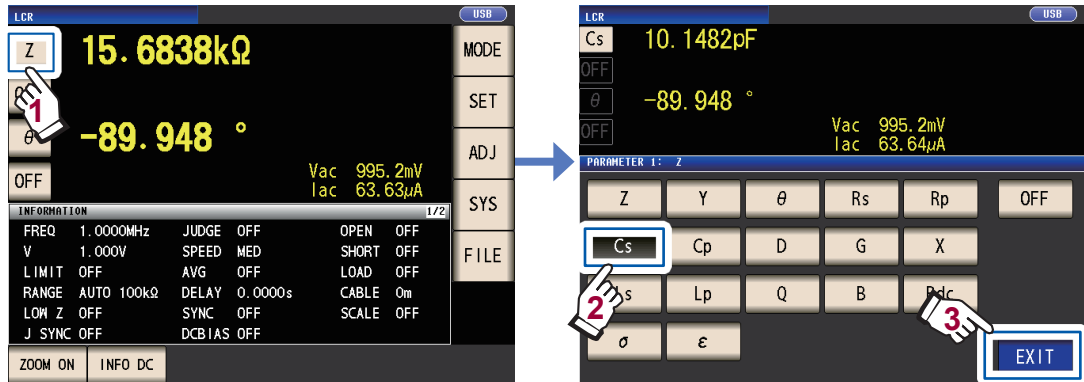 LCR USB
Z 15.6838kΩ MODE
1
SET
θ -89.948 °
ADJ
Vac 995.2mV
OFF Iac 63.63μA
SYS
INFORMATION 1/2
FREQ 1.0000MHz JUDGE OFF OPEN OFF
V 1.000V SPEED MED SHORT OFF
FILE
LIMIT OFF AVG OFF LOAD OFF
RANGE AUTO 100kΩ DELAY 0.0000s CABLE 0m
LOW Z OFF SYNC OFF SCALE OFF
J SYNC OFF DCBIAS OFF
ZOOM ON INFO DC
LCR USB
Cs 10.1482pF
OFF
θ -89.948 °
OFF
Vac 995.2mV
Iac 63.64μA
PARAMETER 1: Z
Z Y θ Rs Rp OFF
Cs Cp D G X
2
Ls Lp Q B Rdc
3
σ ε
EXIT